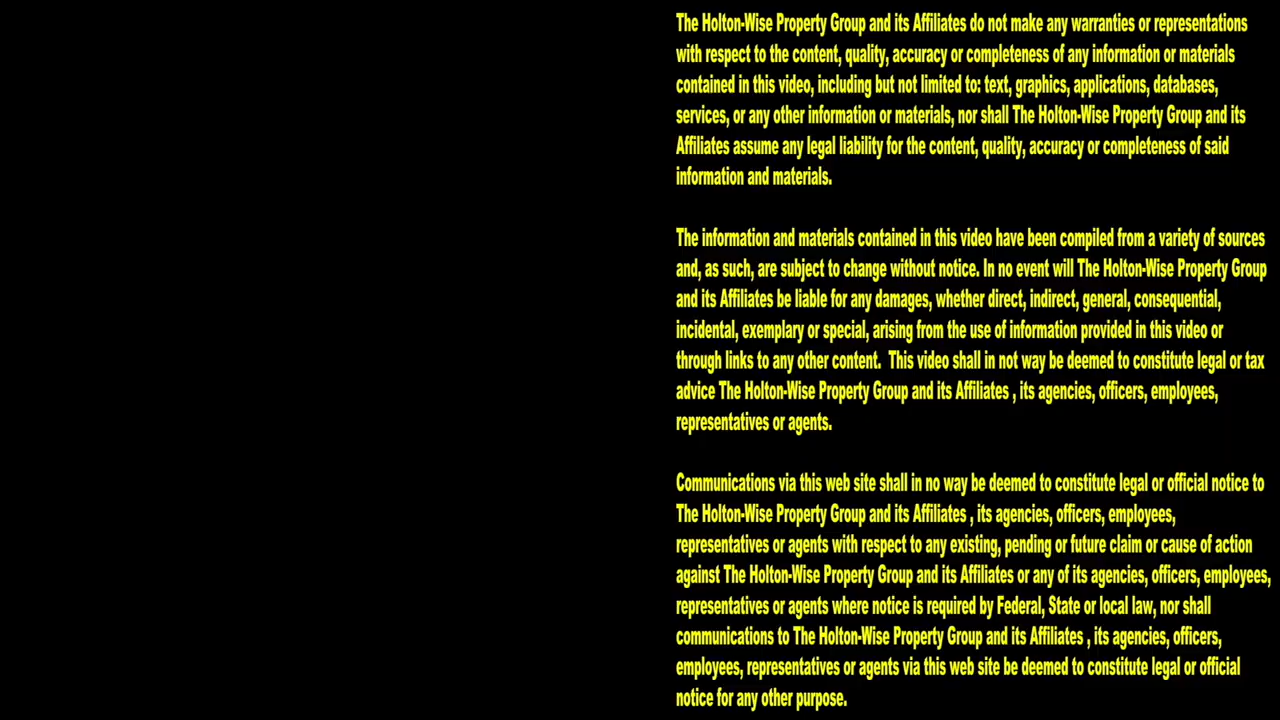 The Holton-Wise Property Group and its Affiliates do not make any warranties or representations
with respect to the content, quality, accuracy or completeness of any information or materials
contained in this video, including but not limited to: text, graphics, applications, databases,
services, or any other information or materials, nor shall The Holton-Wise Property Group and its
Affiliates assume any legal liability for the content, quality, accuracy or completeness of said
information and materials.
The information and materials contained in this video have been compiled from a variety of sources
and, as such, are subject to change without notice. In no event will The Holton-Wise Property Group
and its Affiliates be liable for any damages, whether direct, indirect, general, consequential,
incidental, exemplary or special, arising from the use of information provided in this video or
through links to any other content.  This video shall in not way be deemed to constitute legal or tax
advice The Holton-Wise Property Group and its Affiliates , its agencies, officers, employees,
representatives or agents.
Communications via this web site shall in no way be deemed to constitute legal or official notice to
The Holton-Wise Property Group and its Affiliates , its agencies, officers, employees,
representatives or agents with respect to any existing, pending or future claim or cause of action
against The Holton-Wise Property Group and its Affiliates or any of its agencies, officers, employees,
representatives or agents where notice is required by Federal, State or local law, nor shall
communications to The Holton-Wise Property Group and its Affiliates , its agencies, officers,
employees, representatives or agents via this web site be deemed to constitute legal or official
notice for any other purpose.